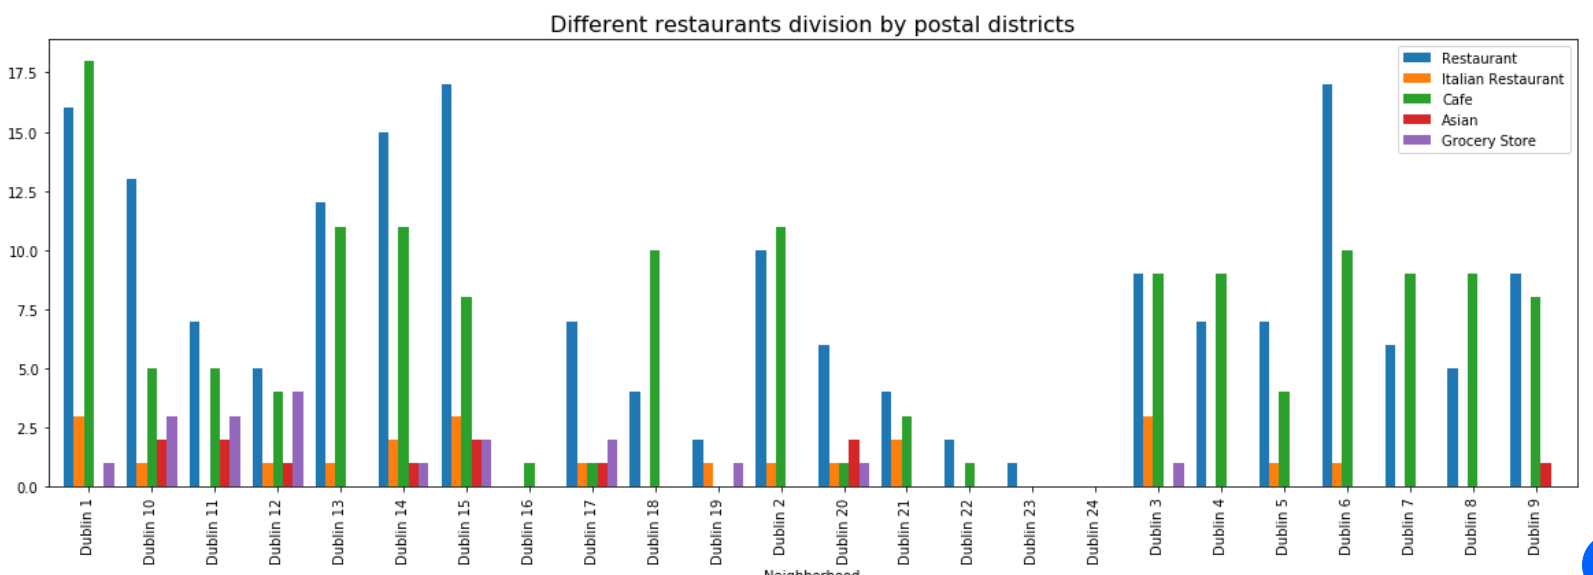 Different restaurants division by postal districts
Restaurant
Italian Restaurant
Cafe
Asian
Grocery Store
17.5
15.0
12.5
10.0
7.5
5.0
2.5
0.0
Dublin 1
Dublin 10
Dublin 11
Dublin 12
Dublin 13
Dublin 14
Dublin 15
Dublin 16
Dublin 17
Dublin 18
Dublin 19
Dublin 2
Dublin 20
Dublin 21
Dublin 22
Dublin 23
Dublin 24
Dublin 3
Dublin 4
Dublin 5
Dublin 6
Dublin 7
Dublin 8
Dublin 9
Neighborhood